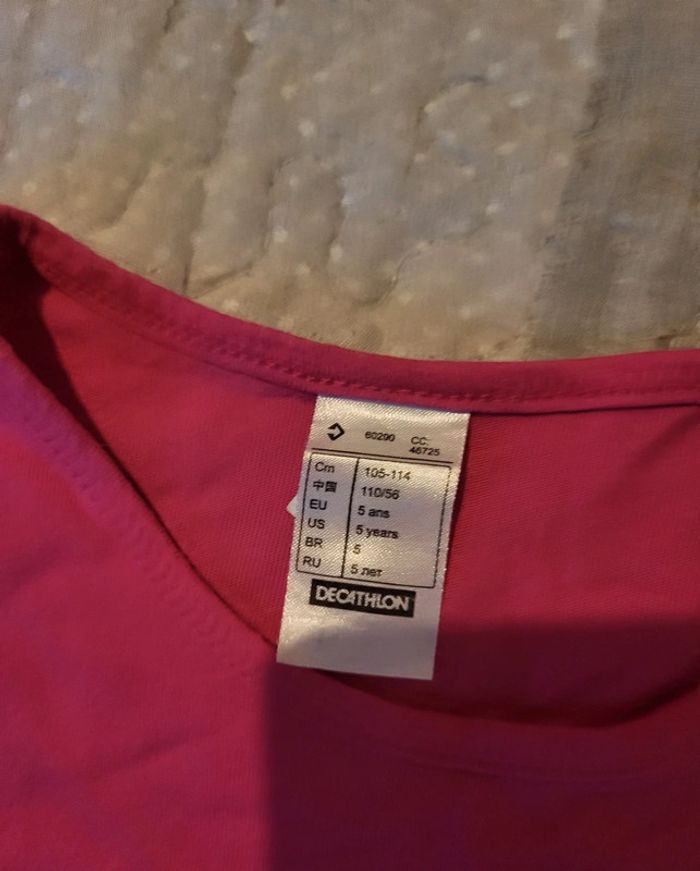 60290 CC:
46725
Cm 105-114
中国 110/56
EU 5 ans
US 5 years
BR 5
RU 5 лет
DECATHLON